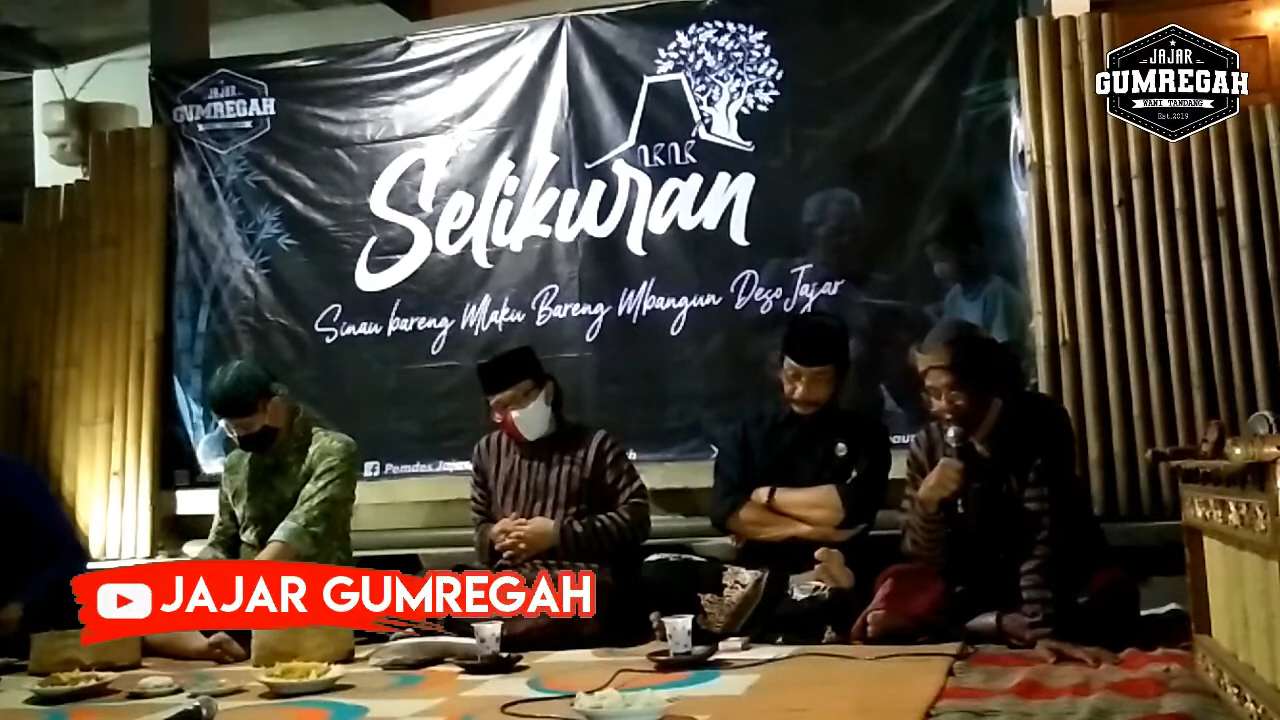 JAJAR
GUMREGAH
WANI TANDANG
Est.2019
JAJAR
GUMREGAH
Selikuran
Sinau bareng Mlaku Bareng Mbangun Deso Jajar
Pemdes Jajar
JAJAR GUMREGAH